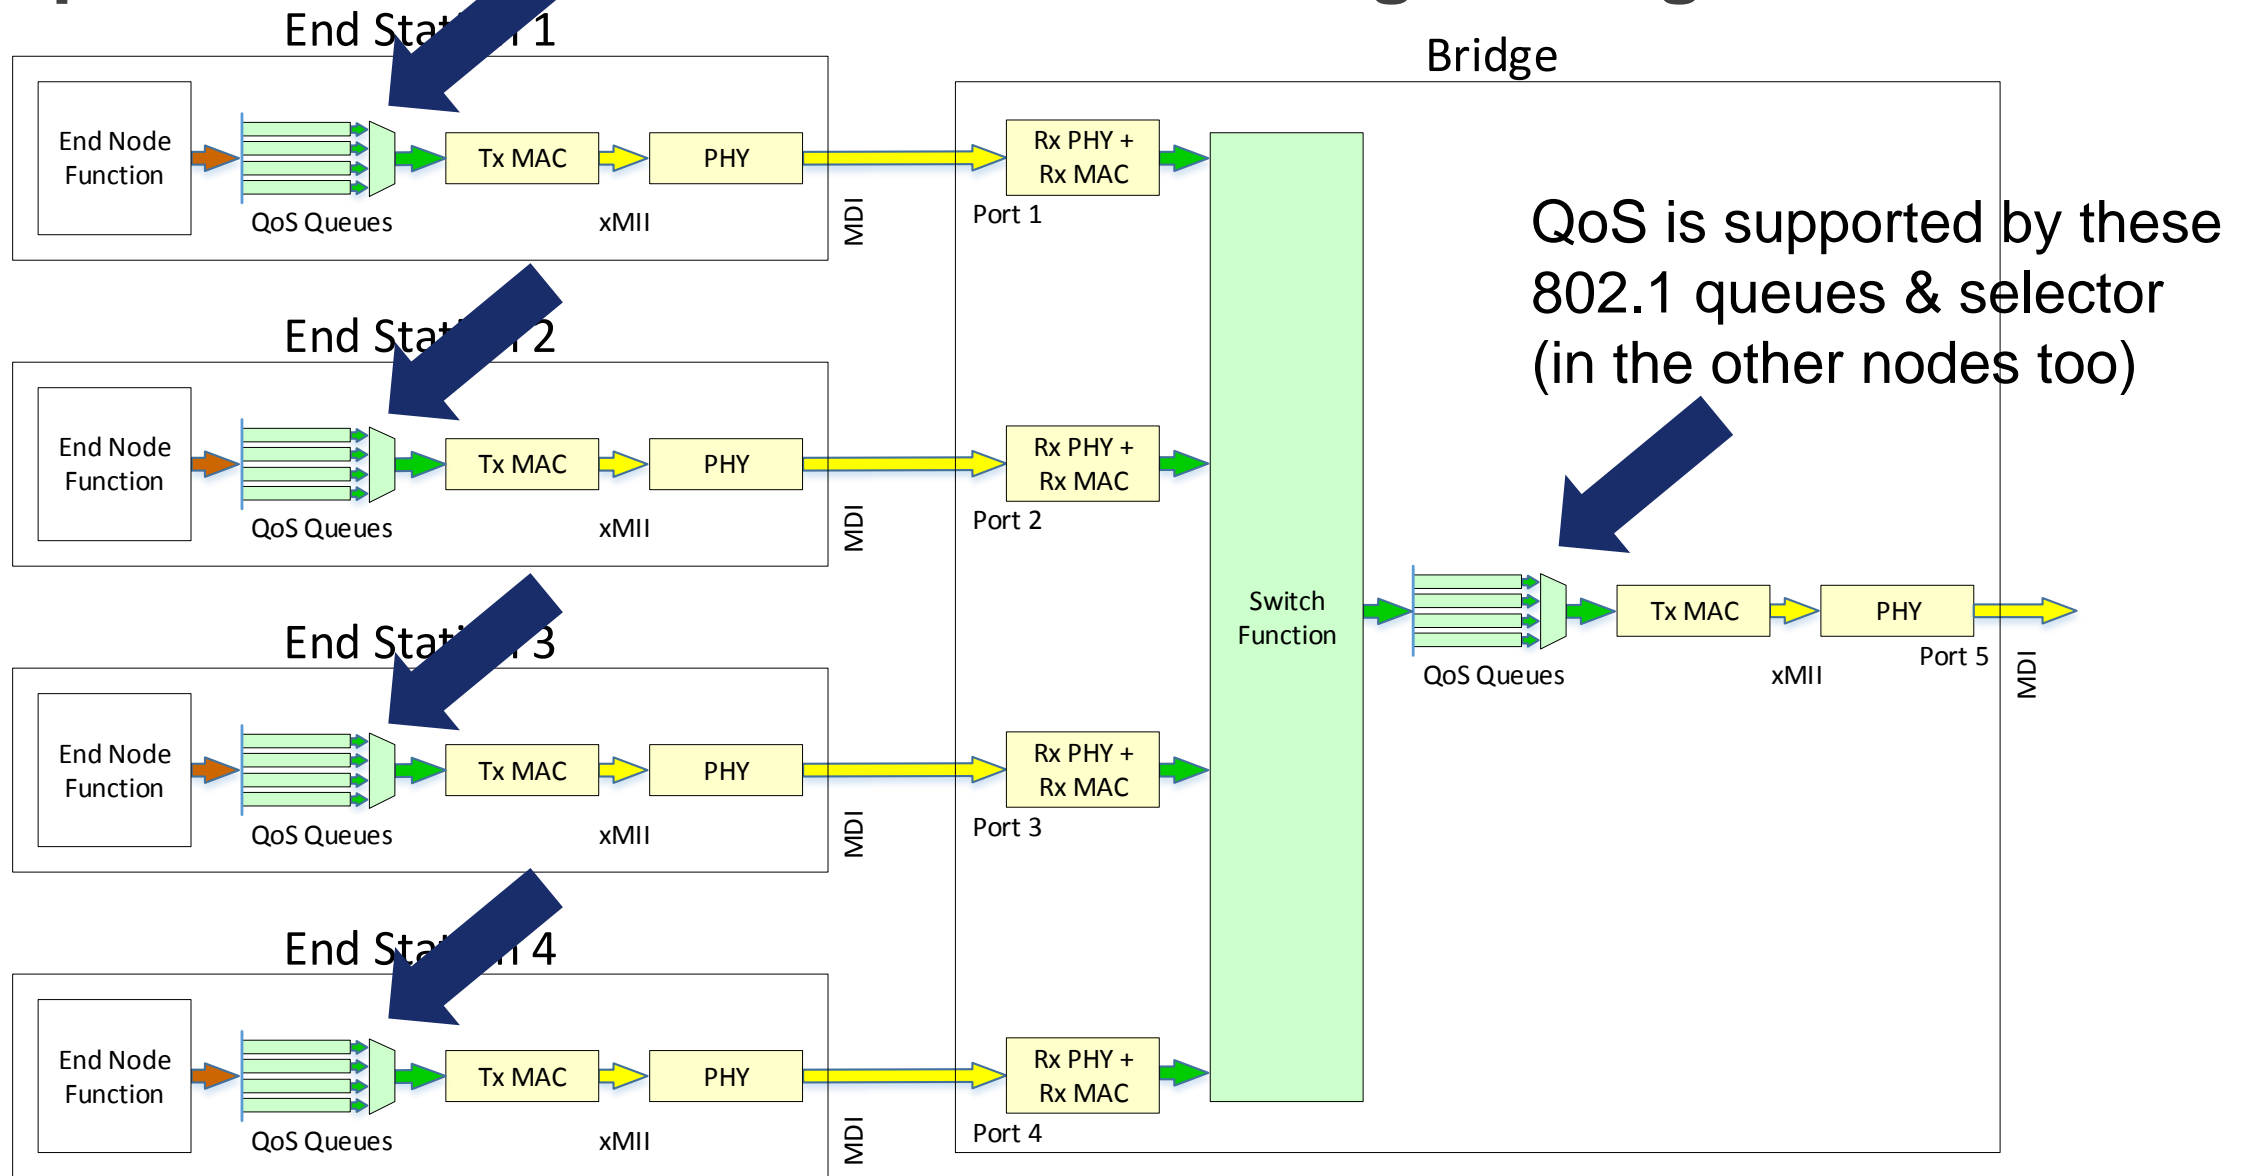 End Station 1
End Node
Function
QoS Queues
Tx MAC
xMII
PHY
MDI
End Station 2
End Node
Function
QoS Queues
Tx MAC
xMII
PHY
MDI
End Station 3
End Node
Function
QoS Queues
Tx MAC
xMII
PHY
MDI
End Station 4
End Node
Function
QoS Queues
Tx MAC
xMII
PHY
MDI
Bridge
Rx PHY +
Rx MAC
Port 1
Rx PHY +
Rx MAC
Port 2
Rx PHY +
Rx MAC
Port 3
Rx PHY +
Rx MAC
Port 4
Switch
Function
QoS is supported by these
802.1 queues & selector
(in the other nodes too)
QoS Queues
Tx MAC
xMII
PHY
Port 5
MDI